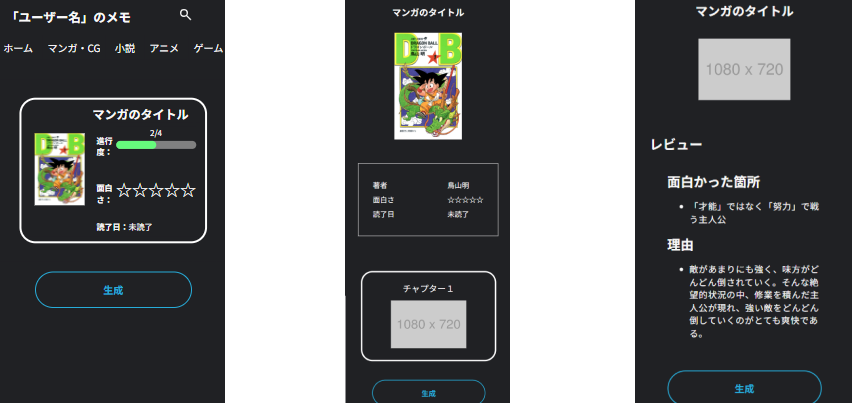 「ユーザー名」のメモ
ホーム マンガ・CG 小説 アニメ ゲーム
マンガのタイトル
2/4
進行
度：
面白
さ：
☆☆☆☆☆
読了日：未読了
生成
マンガのタイトル
DRAGON BALL
鳥山明
DB
著者 鳥山明
面白さ ☆☆☆☆☆
読了日 未読了
チャプター１
1080 x 720
生成
マンガのタイトル
1080 x 720
レビュー
面白かった箇所
• 「才能」ではなく「努力」で戦
う主人公
理由
• 敵があまりにも強く、味方がど
んどん倒されていく。そんな絶
望的状況の中、修業を積んだ主
人公が現れ、強い敵をどんどん
倒していくのがとても爽快であ
る。
生成